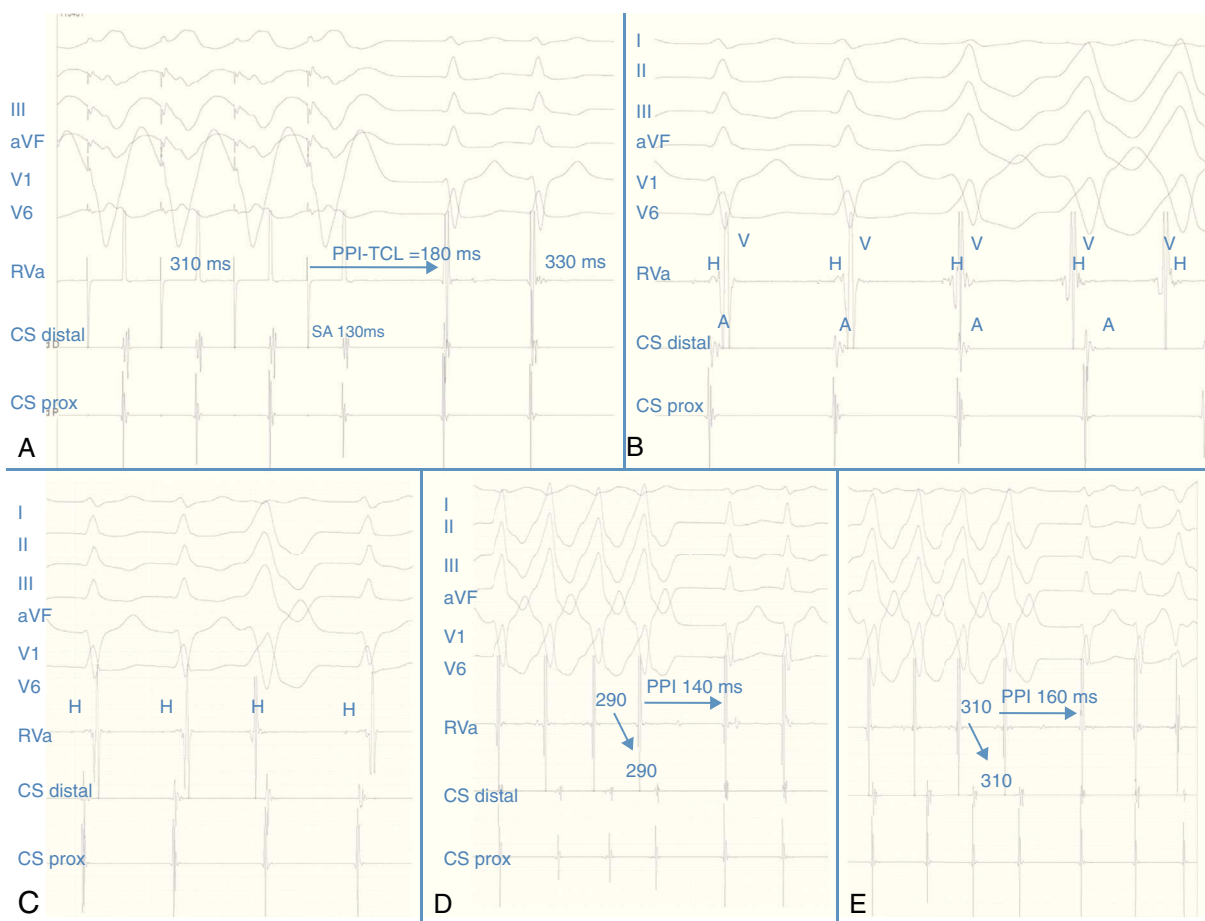 III
aVF
V1
V6
310 ms
PPI-TCL =180 ms
RVa
330 ms
CS distal
SA 130ms
CS prox
A
I
II
III
aVF
V1
V6
V V V V V
H H H H H
RVa
A A A A
CS distal
CS prox
B
I
II
III
aVF
V1
V6
H H H H
RVa
CS distal
CS prox
C
I
II
III
aVF
V1
V6
290
PPI 140 ms
RVa
290
CS distal
CS prox
D
310
PPI 160 ms
310
E